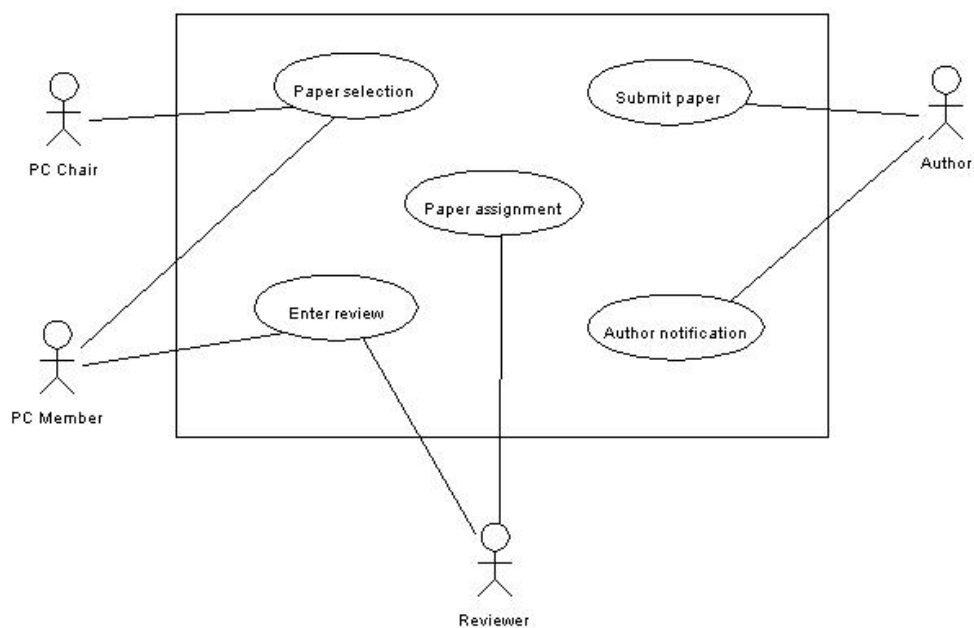 Paper selection
Submit paper
PC Chair
Author
Paper assignment
Enter review
Author notification
PC Member
Reviewer